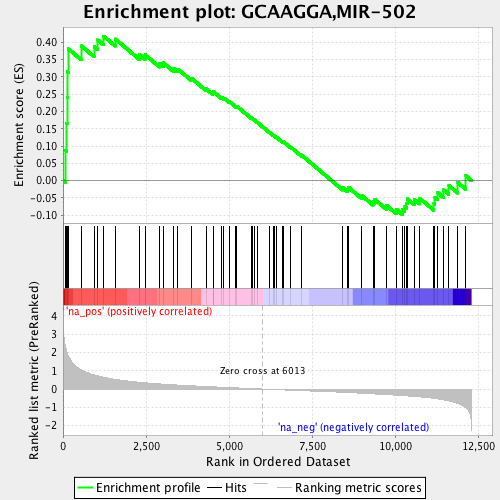 Enrichment plot: GCAAGGA,MIR-502
Enrichment score (ES)
0.40
0.35
0.30
0.25
0.20
0.15
0.10
0.05
0.00
-0.05
-0.10
'na_pos' (positively correlated)
Ranked list metric (PreRanked)
4
3
2
1
0
-1
-2
Zero cross at 6013
'na_neg' (negatively correlated)
0 2,500 5,000 7,500 10,000 12,500
Rank in Ordered Dataset
Enrichment profile Hits Ranking metric scores